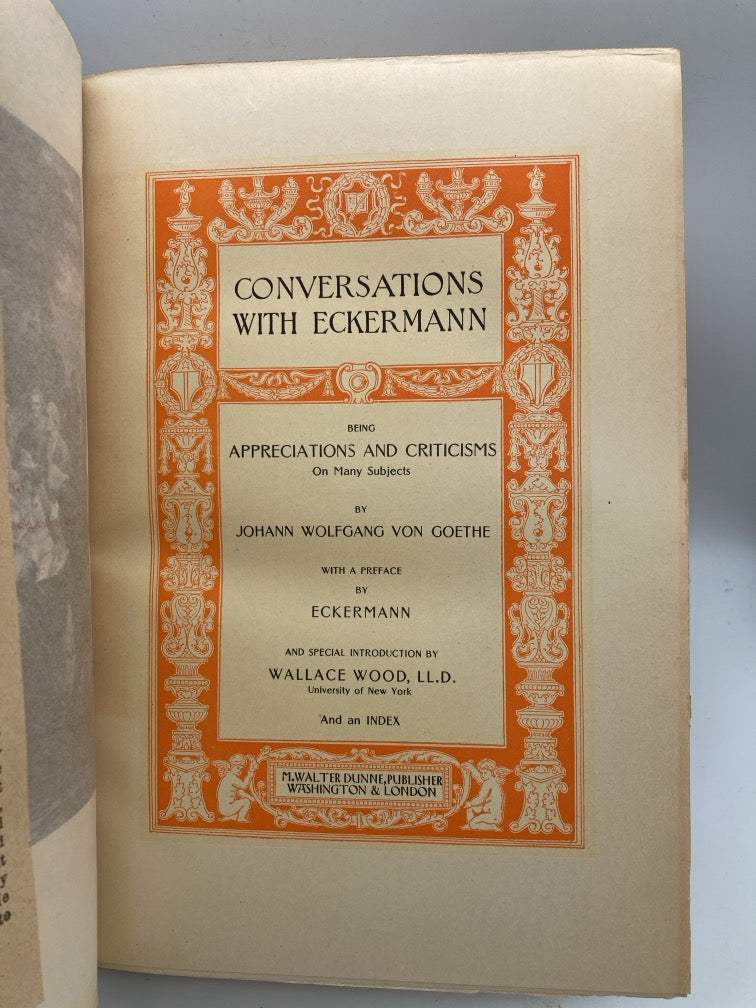 CONVERSATIONS
WITH ECKERMANN
BEING
APPRECIATIONS AND CRITICISMS
On Many Subjects
BY
JOHANN WOLFGANG VON GOETHE
WITH A PREFACE
BY
ECKERMANN
AND SPECIAL INTRODUCTION BY
WALLACE WOOD, LL.D.
University of New York
And an INDEX
M. WALTER DUNNE, PUBLISHER
WASHINGTON & LONDON